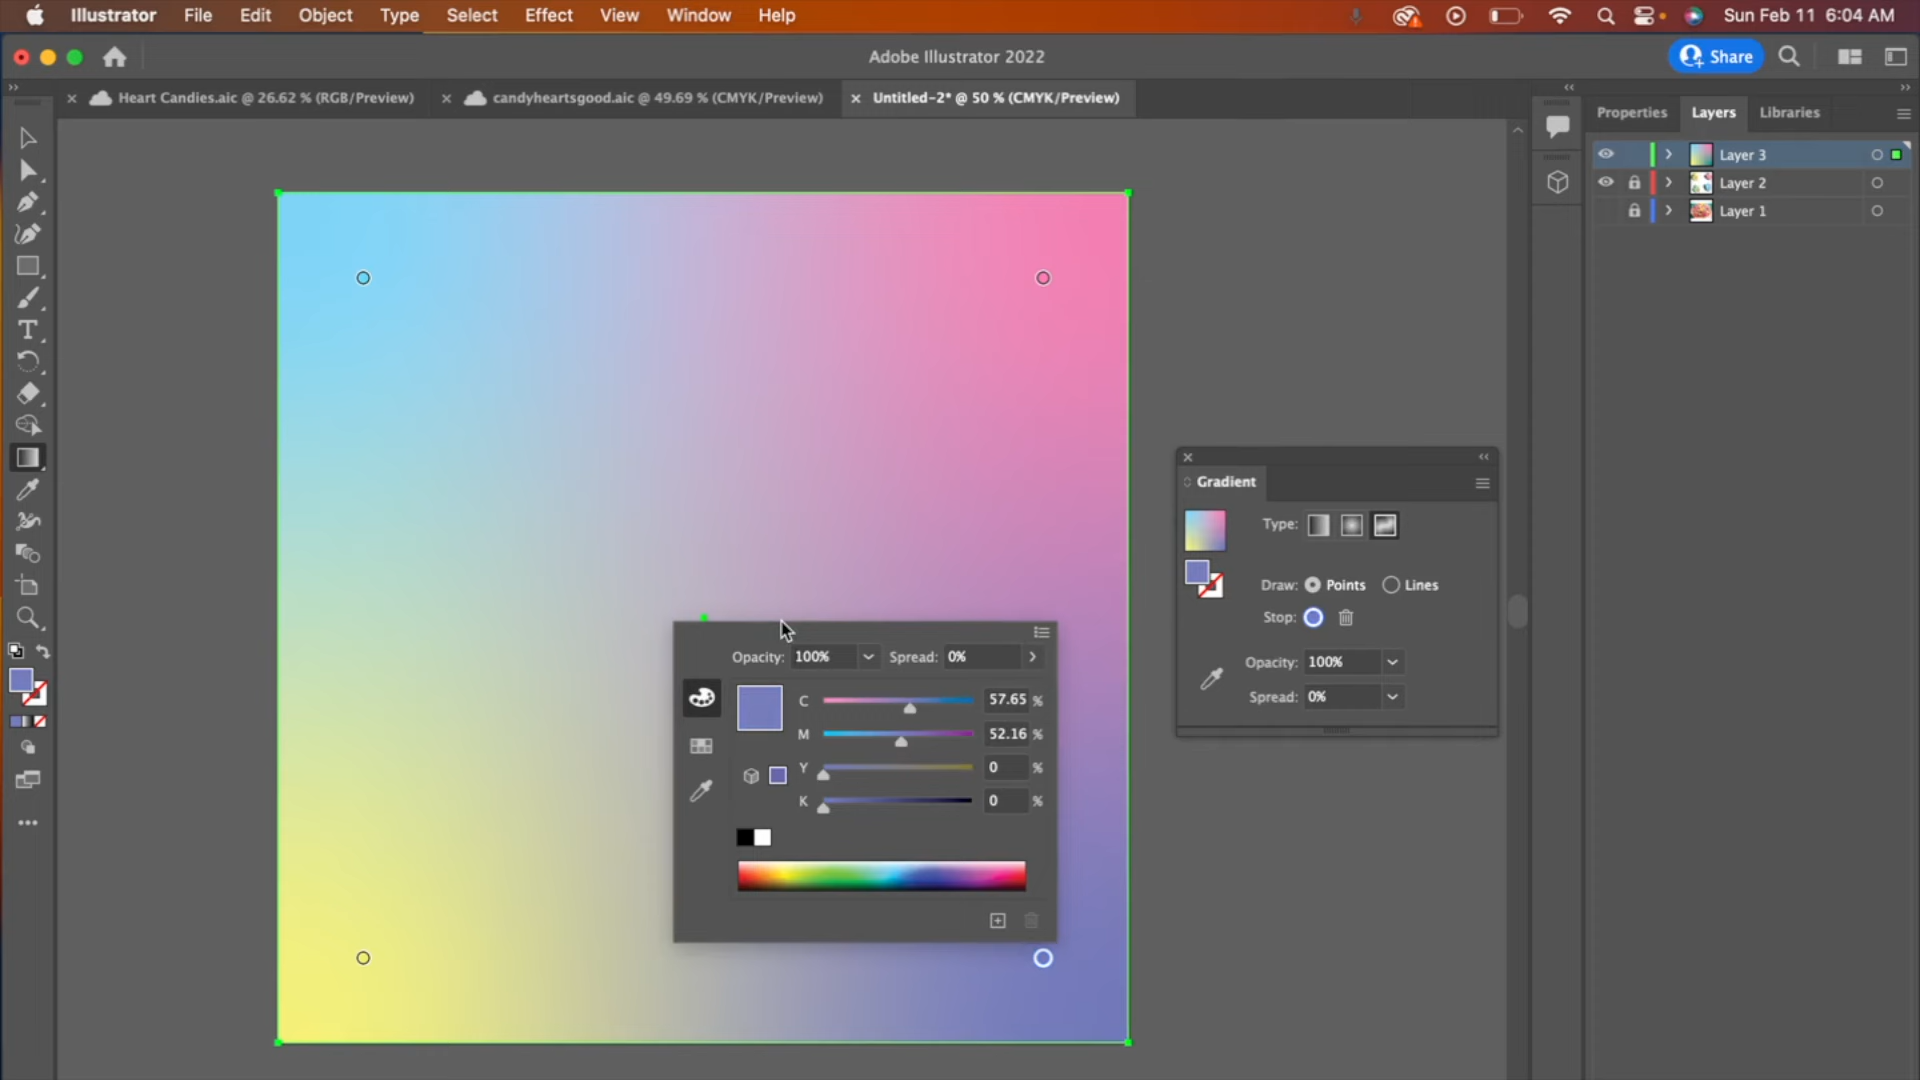 Illustrator File Edit Object Type Select Effect View Window Help Sun Feb 11 6:04 AM
Adobe Illustrator 2022
Share
Heart Candies.aic @ 26.62 % (RGB/Preview)
candyheartsgood.aic @ 49.69 % (CMYK/Preview)
Untitled-2* @ 50 % (CMYK/Preview)
Properties Layers Libraries
Layer 3
Layer 2
Layer 1
Gradient
Type:
Draw: Points Lines
Stop:
Opacity: 100%
Spread: 0%
Opacity: 100% Spread: 0%
C 57.65 %
M 52.16 %
Y 0 %
K 0 %